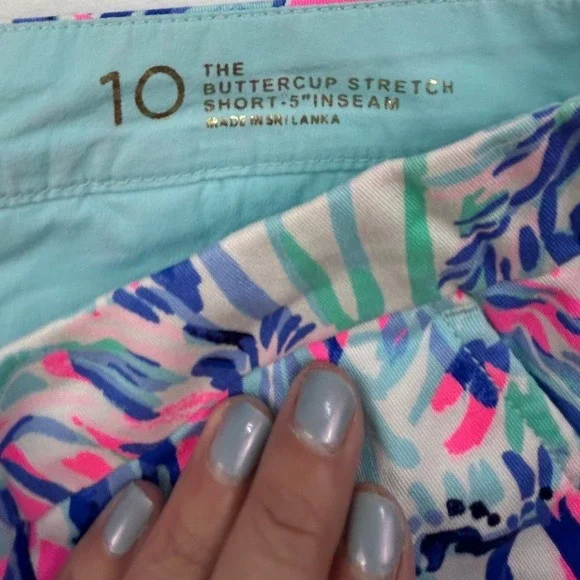 10
THE
BUTTERCUP STRETCH
SHORT-5"INSEAM
MADE IN SRI LANKA